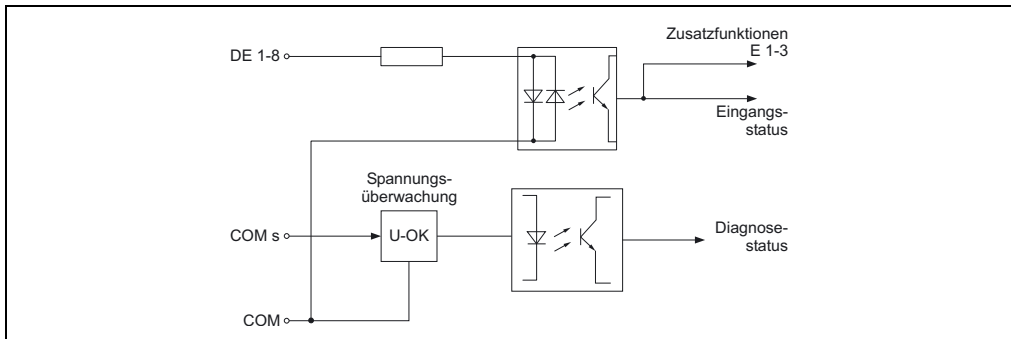 Zusatzfunktionen
E 1-3
DE 1-8
Eingangs-
status
Spannungs-
überwachung
COM s
U-OK
Diagnose-
status
COM